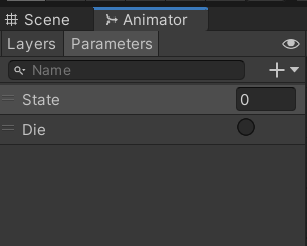 Scene Animator
Layers Parameters
Name
State 0
Die